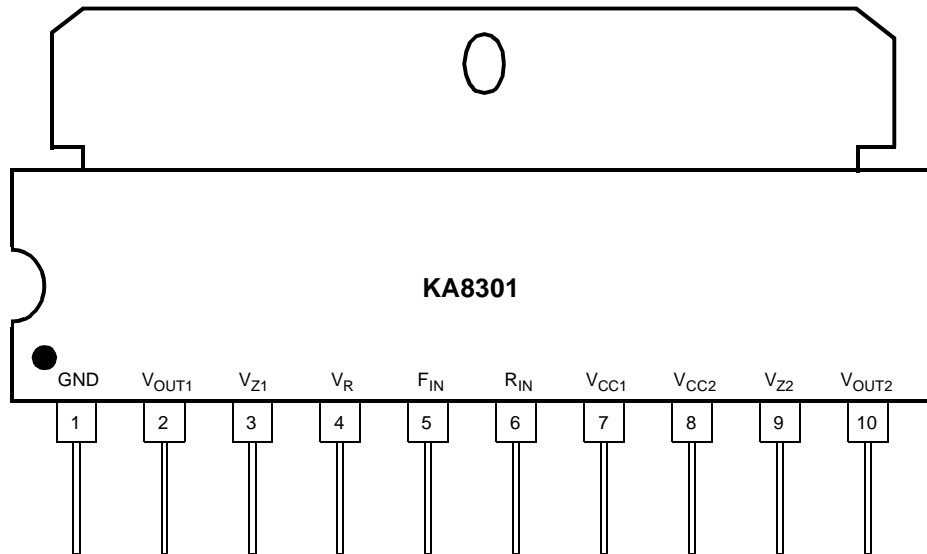 KA8301
GND VOUT1 VZ1 VR FIN RIN VCC1 VCC2 VZ2 VOUT2
1 2 3 4 5 6 7 8 9 10